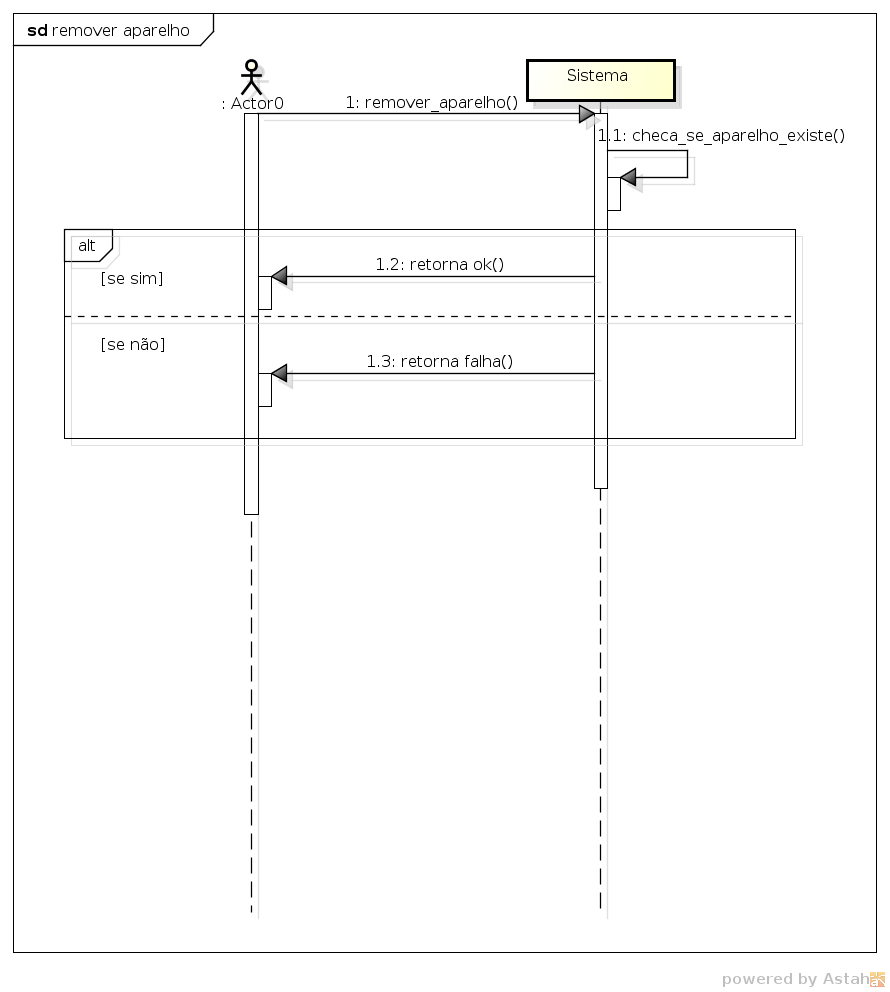 sd remover aparelho
Sistema
: Actor0
1: remover_aparelho()
1.1: checa_se_aparelho_existe()
alt
1.2: retorna ok()
[se sim]
[se não]
1.3: retorna falha()
powered by Astah